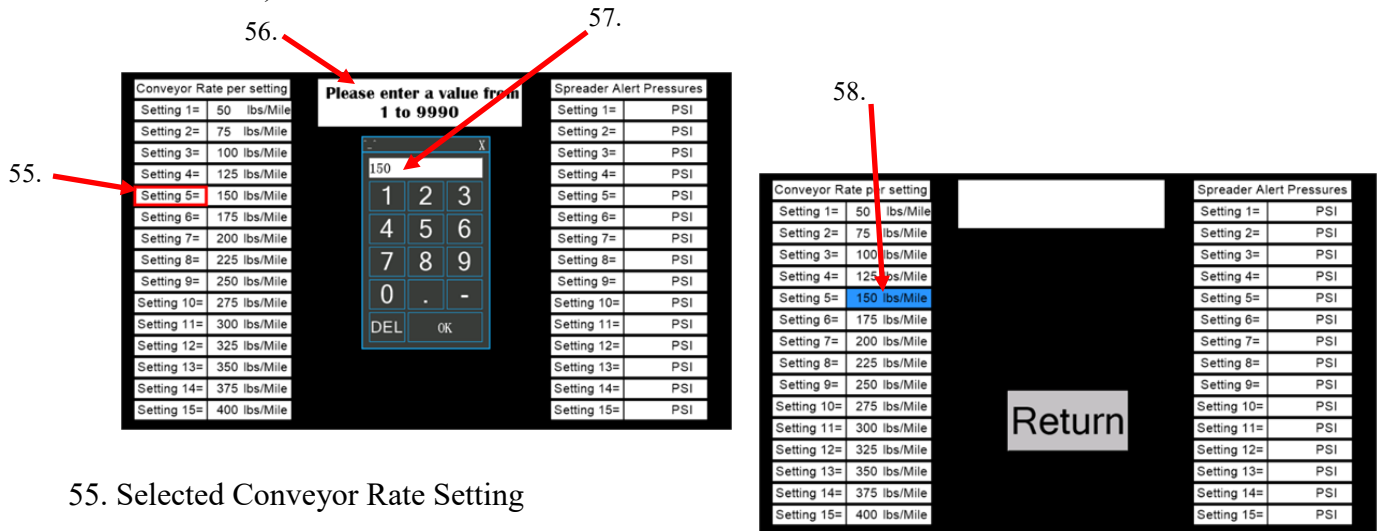 56.
57.
55.
Conveyor Rate per setting
Setting 1= 50 lbs/Mile
Setting 2= 75 lbs/Mile
Setting 3= 100 lbs/Mile
Setting 4= 125 lbs/Mile
Setting 5= 150 lbs/Mile
Setting 6= 175 lbs/Mile
Setting 7= 200 lbs/Mile
Setting 8= 225 lbs/Mile
Setting 9= 250 lbs/Mile
Setting 10= 275 lbs/Mile
Setting 11= 300 lbs/Mile
Setting 12= 325 lbs/Mile
Setting 13= 350 lbs/Mile
Setting 14= 375 lbs/Mile
Setting 15= 400 lbs/Mile
Please enter a value from
1 to 9990
X
150
1 2 3
4 5 6
7 8 9
0 . -
DEL OK
Spreader Alert Pressures
Setting 1= PSI
Setting 2= PSI
Setting 3= PSI
Setting 4= PSI
Setting 5= PSI
Setting 6= PSI
Setting 7= PSI
Setting 8= PSI
Setting 9= PSI
Setting 10= PSI
Setting 11= PSI
Setting 12= PSI
Setting 13= PSI
Setting 14= PSI
Setting 15= PSI
58.
Conveyor Rate per setting
Setting 1= 50 lbs/Mile
Setting 2= 75 lbs/Mile
Setting 3= 100 lbs/Mile
Setting 4= 125 lbs/Mile
Setting 5= 150 lbs/Mile
Setting 6= 175 lbs/Mile
Setting 7= 200 lbs/Mile
Setting 8= 225 lbs/Mile
Setting 9= 250 lbs/Mile
Setting 10= 275 lbs/Mile
Setting 11= 300 lbs/Mile
Setting 12= 325 lbs/Mile
Setting 13= 350 lbs/Mile
Setting 14= 375 lbs/Mile
Setting 15= 400 lbs/Mile
Return
Spreader Alert Pressures
Setting 1= PSI
Setting 2= PSI
Setting 3= PSI
Setting 4= PSI
Setting 5= PSI
Setting 6= PSI
Setting 7= PSI
Setting 8= PSI
Setting 9= PSI
Setting 10= PSI
Setting 11= PSI
Setting 12= PSI
Setting 13= PSI
Setting 14= PSI
Setting 15= PSI
55. Selected Conveyor Rate Setting